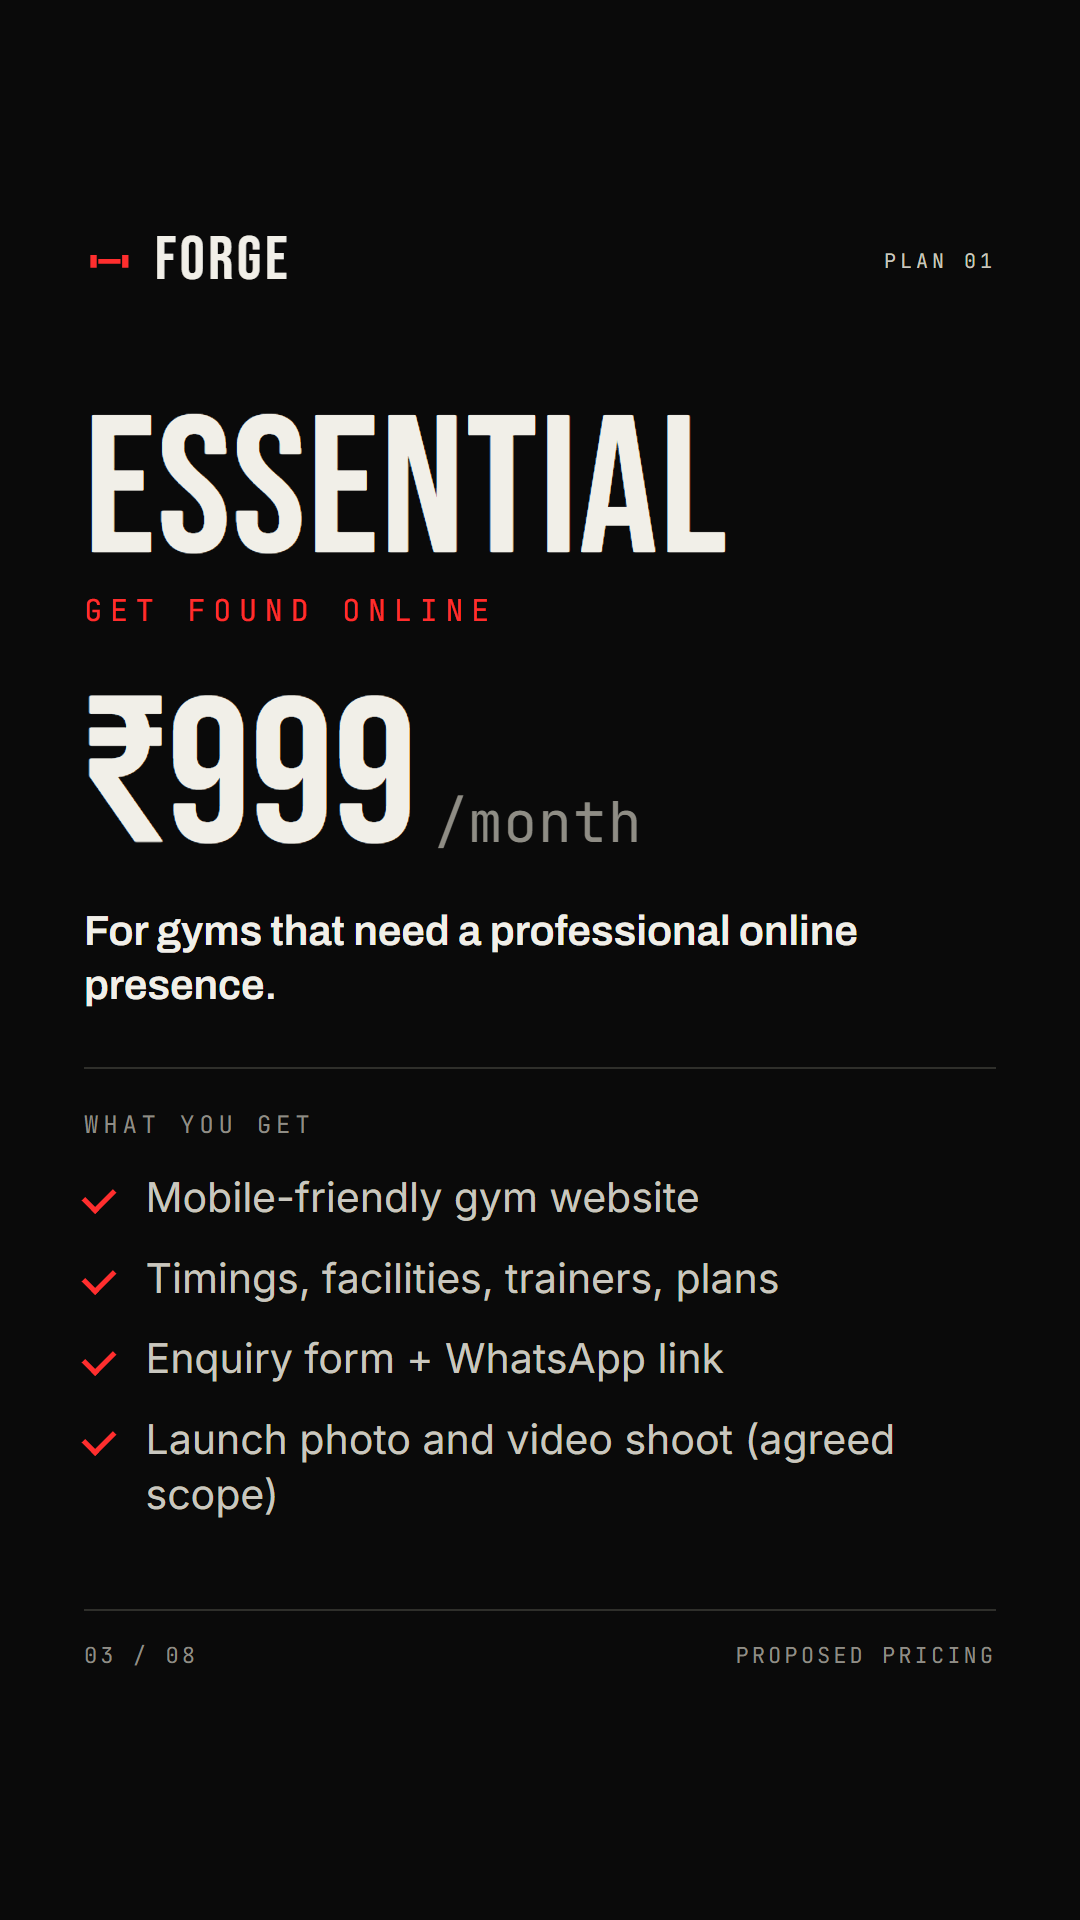 FORGE
PLAN 01
ESSENTIAL
GET FOUND ONLINE
₹999 /month
For gyms that need a professional online
presence.
WHAT YOU GET
Mobile-friendly gym website
Timings, facilities, trainers, plans
Enquiry form + WhatsApp link
Launch photo and video shoot (agreed
scope)
03 / 08
PROPOSED PRICING